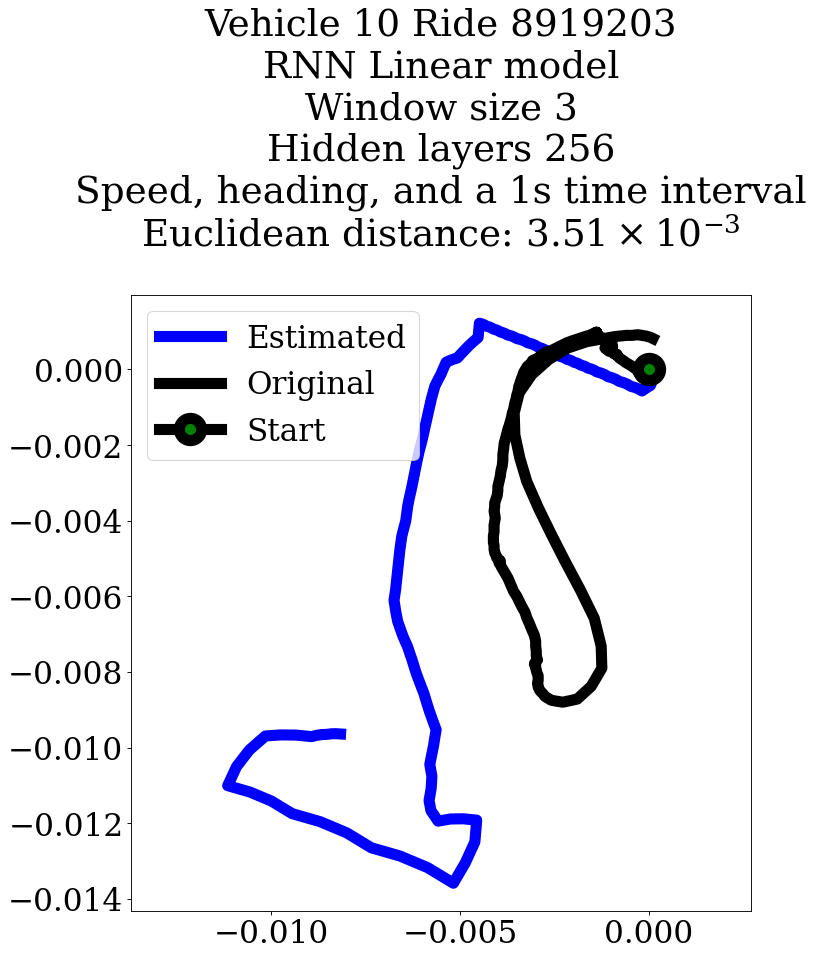 Vehicle 10 Ride 8919203
RNN Linear model
Window size 3
Hidden layers 256
Speed, heading, and a 1s time interval
Euclidean distance: 3.51 × 10⁻³
Estimated
Original
Start
0.000
−0.002
−0.004
−0.006
−0.008
−0.010
−0.012
−0.014
−0.010 −0.005 0.000